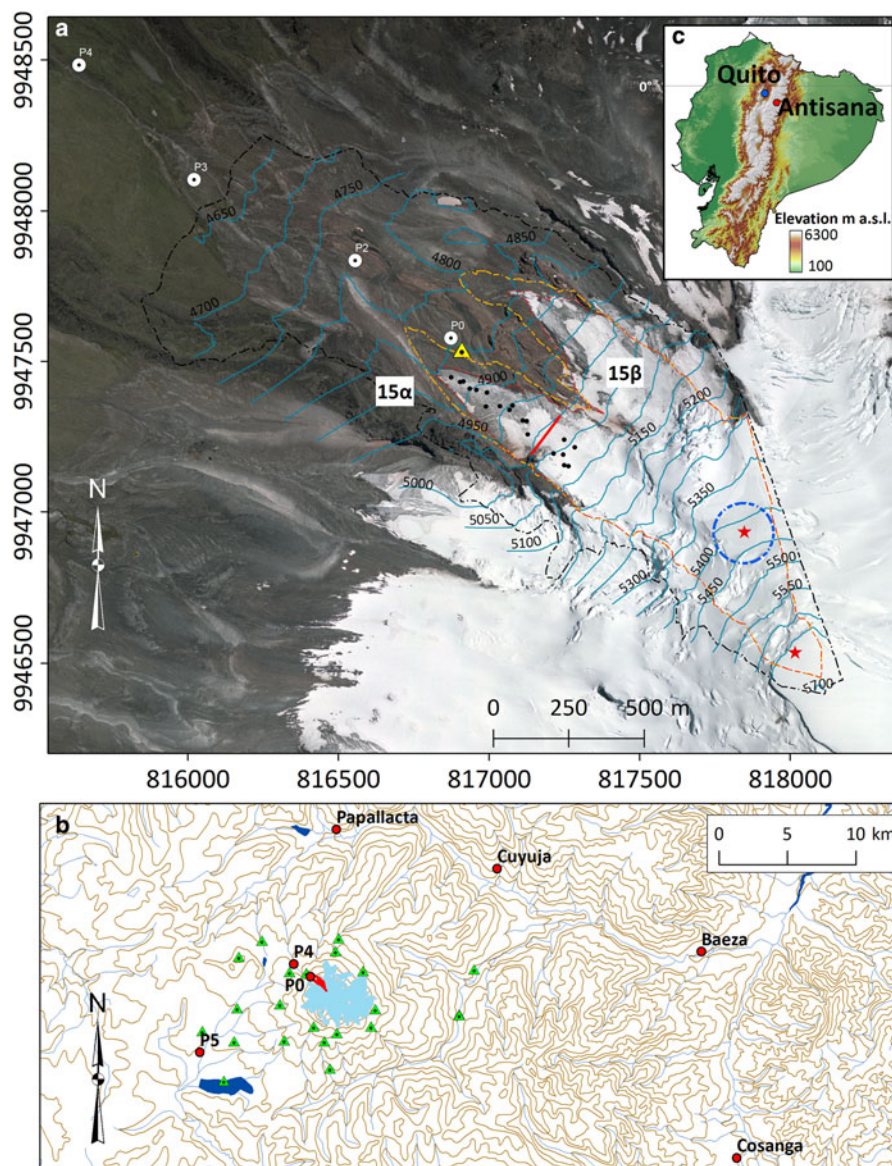 a
c
P4
P3
P2
P0
0°
Quito
Antisana
Elevation m a.s.l.
6300
100
4650
4750
4850
4800
4700
4900
15α
15β
4950
5200
5150
5000
5050
5100
5350
5300
5400
5450
5500
5550
5700
N
0 250 500 m
9948500
9948000
9947500
9947000
9946500
816000 816500 817000 817500 818000
b
Papallacta
Cuyuja
0 5 10 km
Baeza
P4
P0
P5
N
Cosanga